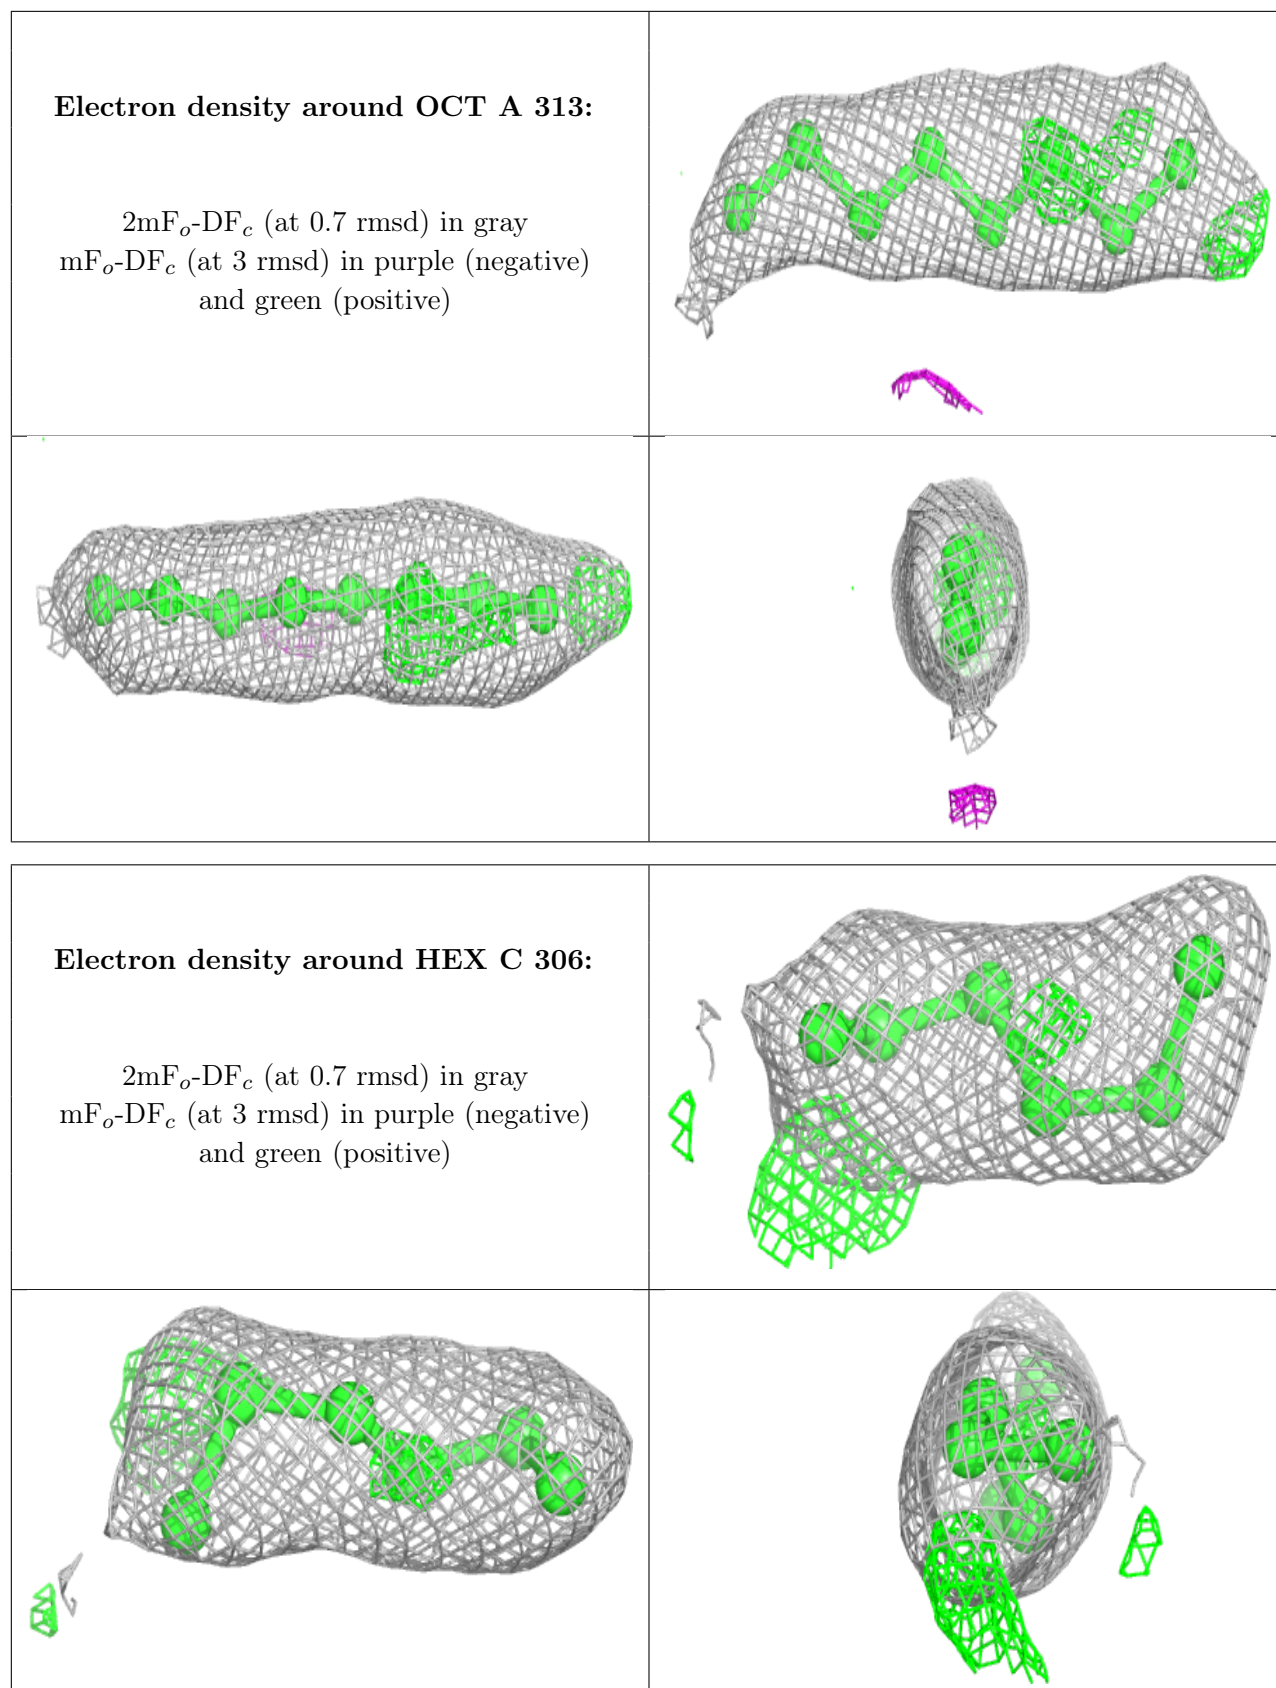 Electron density around OCT A 313:
2mFo-DFc (at 0.7 rmsd) in gray
mFo-DFc (at 3 rmsd) in purple (negative)
and green (positive)
Electron density around HEX C 306:
2mFo-DFc (at 0.7 rmsd) in gray
mFo-DFc (at 3 rmsd) in purple (negative)
and green (positive)